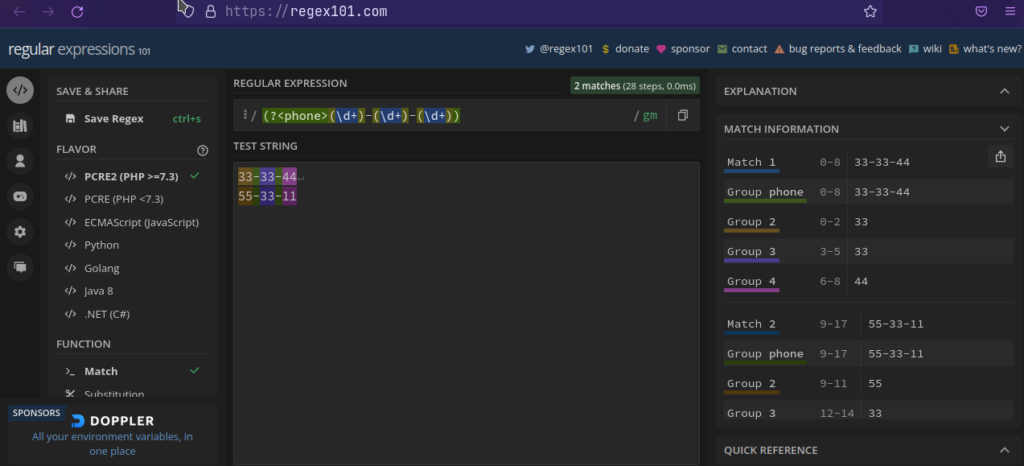 https://regex101.com
regular expressions 101
@regex101 $ donate sponsor contact bug reports & feedback wiki what's new?
SAVE & SHARE
Save Regex ctrl+s
FLAVOR
</> PCRE2 (PHP >=7.3)
</> PCRE (PHP <7.3)
</> ECMAScript (JavaScript)
</> Python
</> Golang
</> Java 8
</> .NET (C#)
FUNCTION
>_ Match
Substitution
SPONSORS
DOPPLER
All your environment variables, in
one place
REGULAR EXPRESSION
2 matches (28 steps, 0.0ms)
/ (?<phone>(\d+)-(\d+)-(\d+)) / gm
TEST STRING
33-33-44
55-33-11
EXPLANATION
MATCH INFORMATION
Match 1 0-8 33-33-44
Group phone 0-8 33-33-44
Group 2 0-2 33
Group 3 3-5 33
Group 4 6-8 44
Match 2 9-17 55-33-11
Group phone 9-17 55-33-11
Group 2 9-11 55
Group 3 12-14 33
QUICK REFERENCE